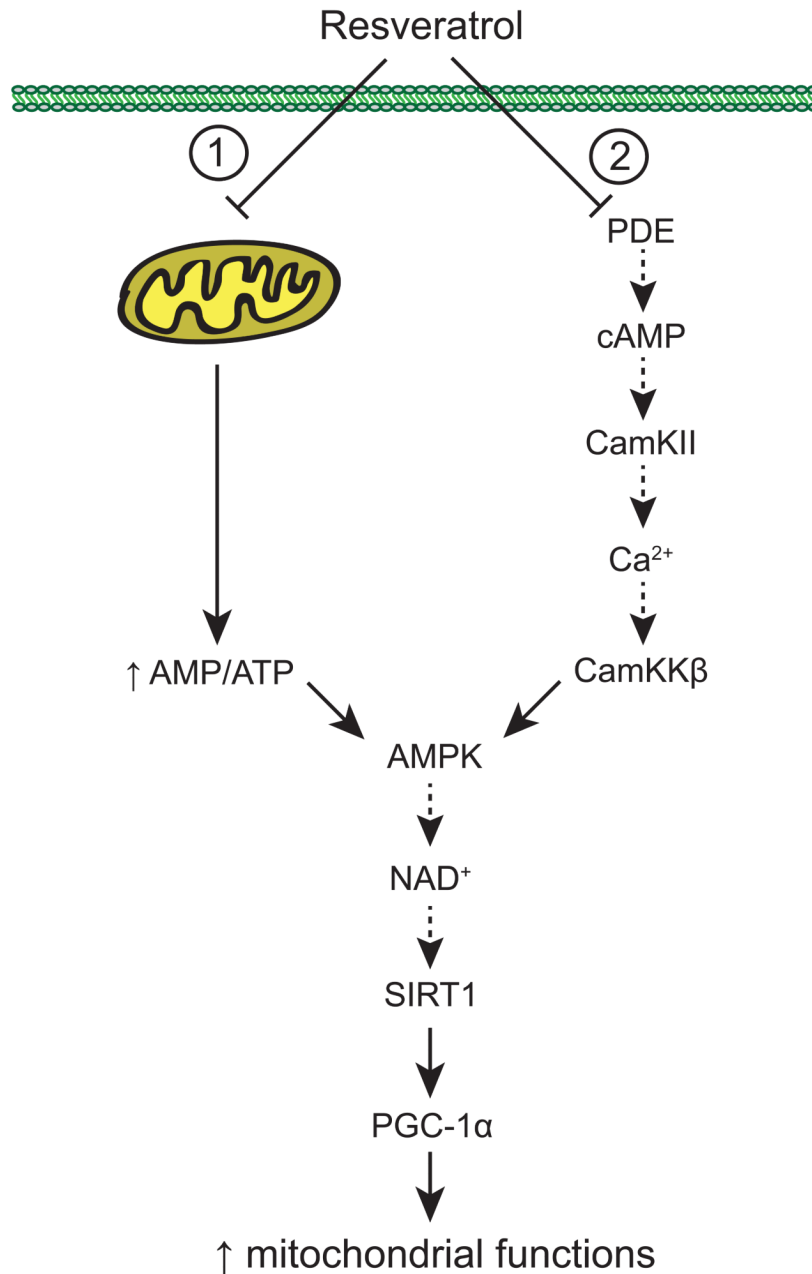 Resveratrol
1
2
PDE
cAMP
CamKII
Ca²⁺
↑ AMP/ATP
CamKKβ
AMPK
NAD⁺
SIRT1
PGC-1α
↑ mitochondrial functions